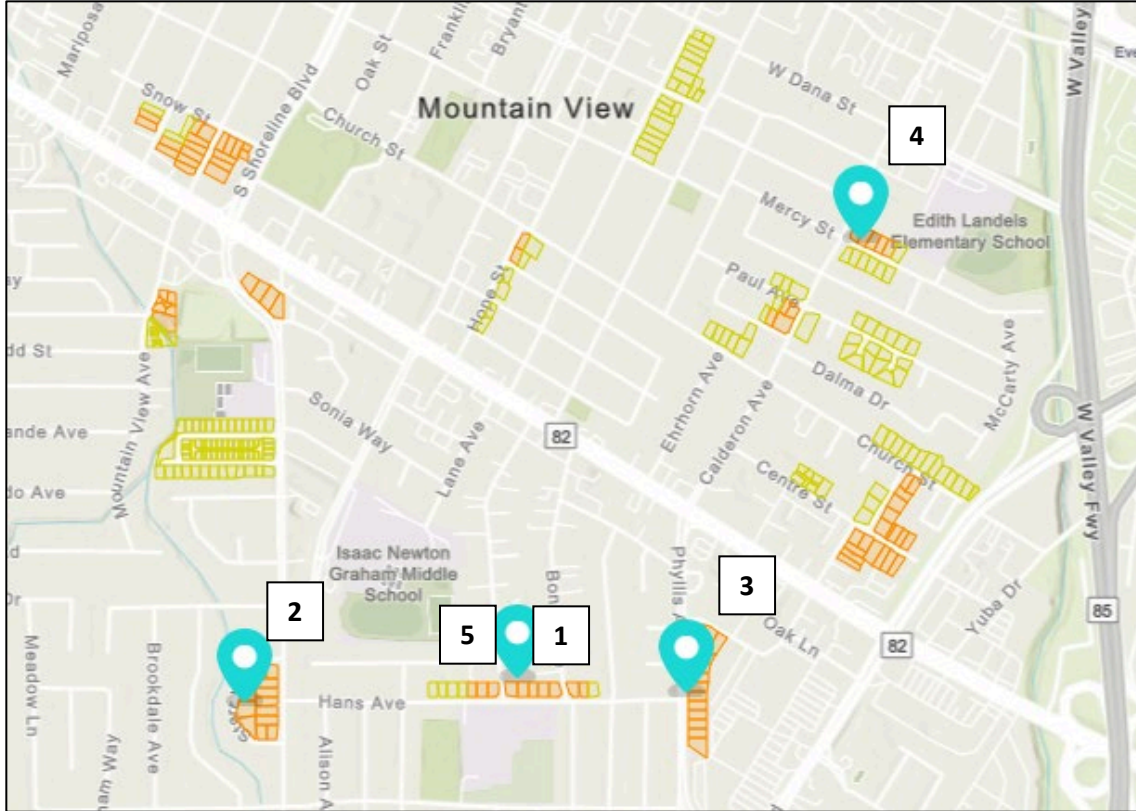 Mariposa
Franklin
Bryant
W Valley
Oak St
W Dana St
Snow St
S Shoreline Blvd
Mountain View
Church St
4
Mercy St
Edith Landels
Elementary School
Hope St
Paul Ave
Mountain View Ave
Ehrhorn Ave
Calderon Ave
Dalma Dr
McCarty Ave
Sonia Way
Lane Ave
82
Church St
Centre St
W Valley Fwy
Isaac Newton
Graham Middle
School
Bon
Phyllis A
3
Oak Ln
Yuba Dr
85
2
5
1
82
Meadow Ln
Brookdale Ave
Hans Ave
Alison A
ham Way
ande Ave
do Ave
dd St
Eve